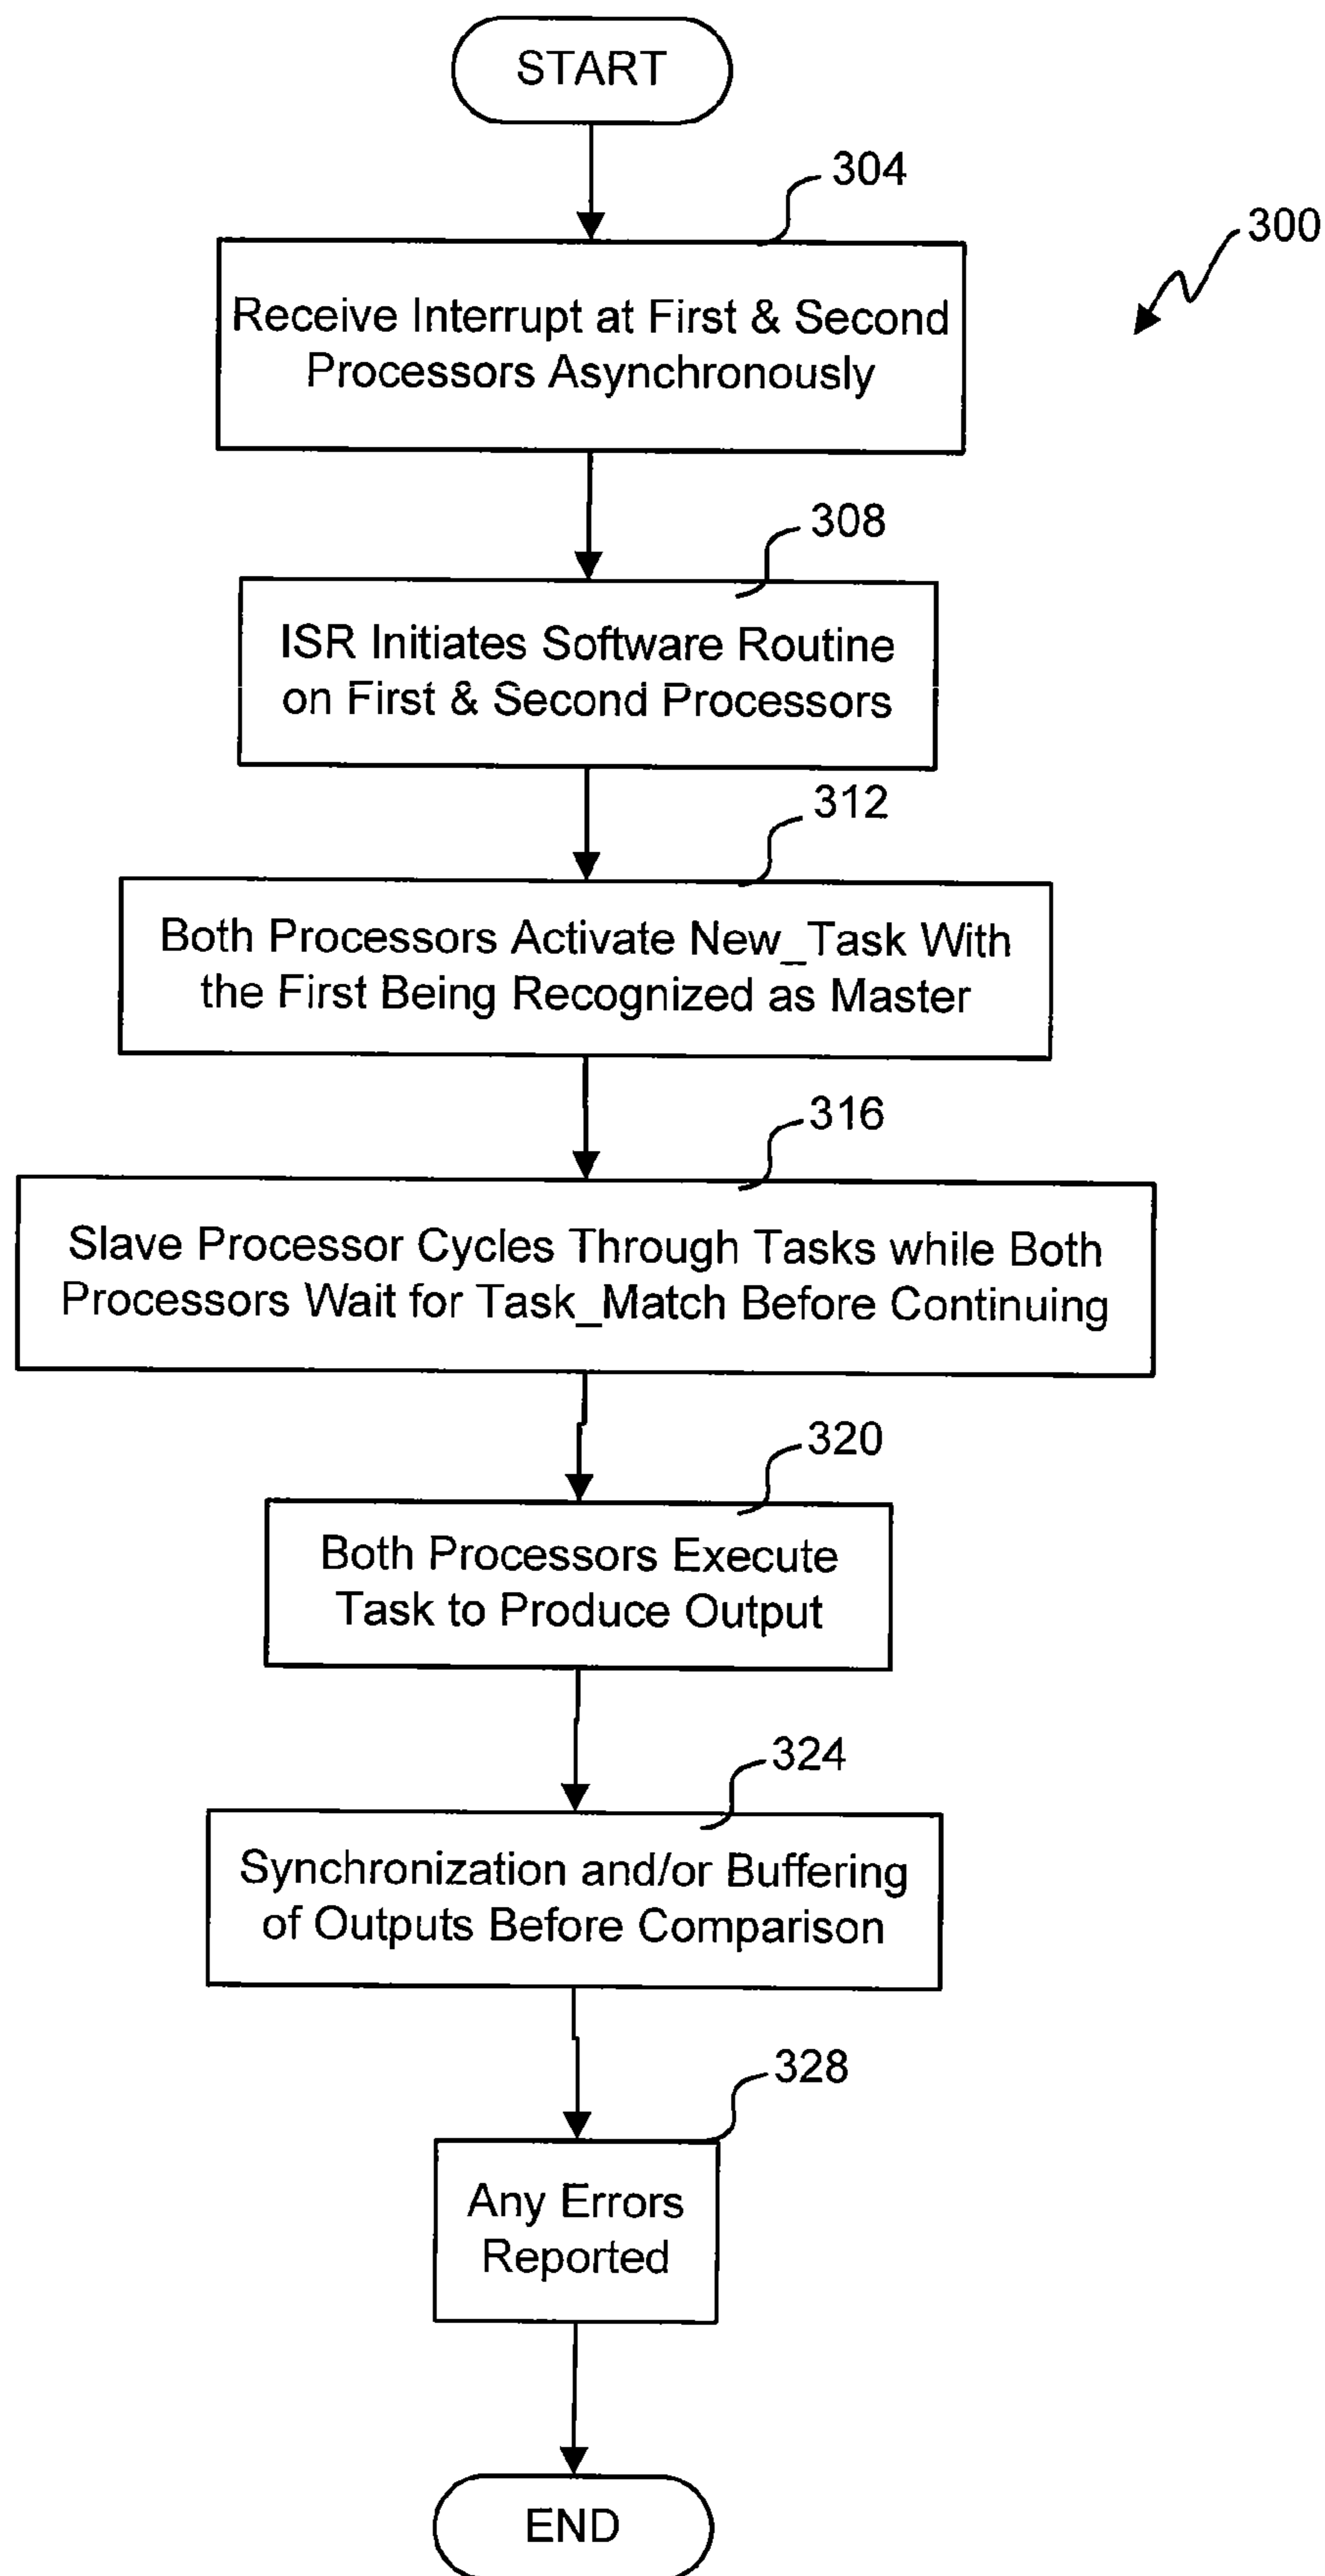 START
304
300
Receive Interrupt at First & Second
Processors Asynchronously
308
ISR Initiates Software Routine
on First & Second Processors
312
Both Processors Activate New_Task With
the First Being Recognized as Master
316
Slave Processor Cycles Through Tasks while Both
Processors Wait for Task_Match Before Continuing
320
Both Processors Execute
Task to Produce Output
324
Synchronization and/or Buffering
of Outputs Before Comparison
328
Any Errors
Reported
END